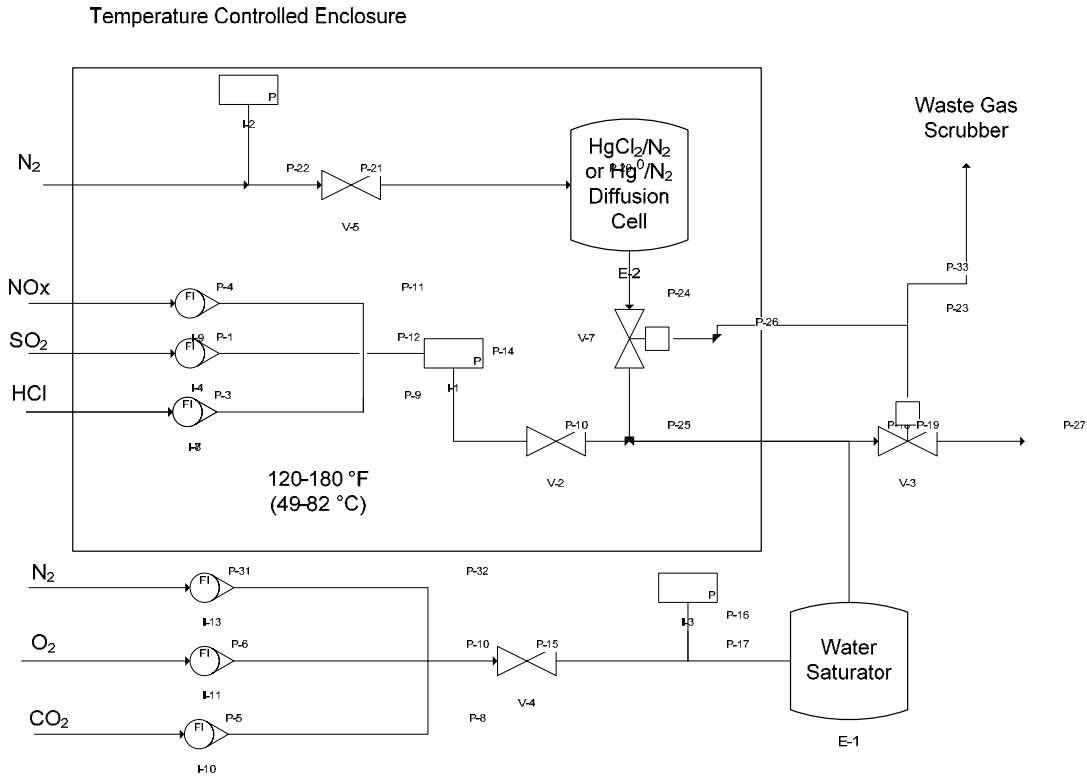 Temperature Controlled Enclosure
P
I-2
N2
P-22
P-21
V-5
HgCl2/N2
or Hg0/N2
Diffusion
Cell
E-2
Waste Gas
Scrubber
P-33
P-23
NOx
FI
P-4
P-11
P-24
SO2
FI
I-9
P-1
P-12
P
P-14
V-7
P-26
HCl
FI
I-4
P-3
P-9
I-1
P-10
P-25
P-19
P-27
V-2
V-3
120-180 °F
(49-82 °C)
N2
FI
P-31
P-32
I-13
P
I-3
P-16
O2
FI
P-6
P-10
P-15
P-17
I-11
V-4
Water
Saturator
CO2
FI
P-5
P-8
I-10
E-1